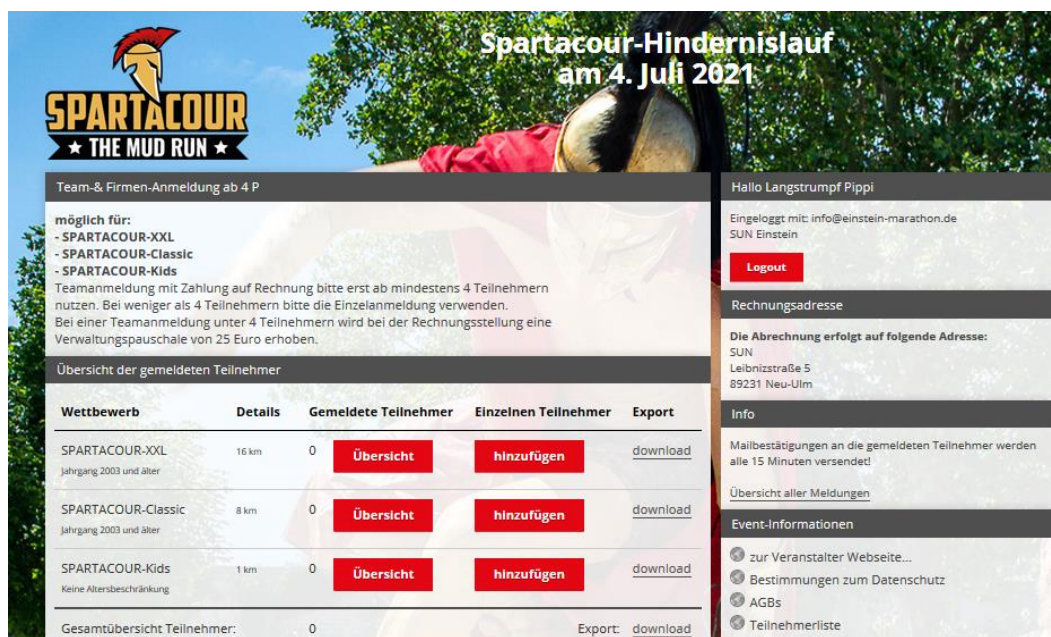 Spartacour-Hindernislauf
am 4. Juli 2021
SPARTACOUR
★ THE MUD RUN ★
Team-& Firmen-Anmeldung ab 4 P
möglich für:
- SPARTACOUR-XXL
- SPARTACOUR-Classic
- SPARTACOUR-Kids
Teamanmeldung mit Zahlung auf Rechnung bitte erst ab mindestens 4 Teilnehmern
nutzen. Bei weniger als 4 Teilnehmern bitte die Einzelanmeldung verwenden.
Bei einer Teamanmeldung unter 4 Teilnehmern wird bei der Rechnungsstellung eine
Verwaltungspauschale von 25 Euro erhoben.
Übersicht der gemeldeten Teilnehmer
Wettbewerb Details Gemeldete Teilnehmer Einzelnen Teilnehmer Export
SPARTACOUR-XXL 16 km 0 Übersicht hinzufügen download
Jahrgang 2003 und älter
SPARTACOUR-Classic 8 km 0 Übersicht hinzufügen download
Jahrgang 2003 und älter
SPARTACOUR-Kids 1 km 0 Übersicht hinzufügen download
Keine Altersbeschränkung
Gesamtübersicht Teilnehmer: 0 Export: download
Hallo Langstrumpf Pippi
Eingeloggt mit: info@einstein-marathon.de
SUN Einstein
Logout
Rechnungsadresse
Die Abrechnung erfolgt auf folgende Adresse:
SUN
Leibnizstraße 5
89231 Neu-Ulm
Info
Mailbestätigungen an die gemeldeten Teilnehmer werden
alle 15 Minuten versendet!
Übersicht aller Meldungen
Event-Informationen
zur Veranstalter Webseite...
Bestimmungen zum Datenschutz
AGBs
Teilnehmerliste